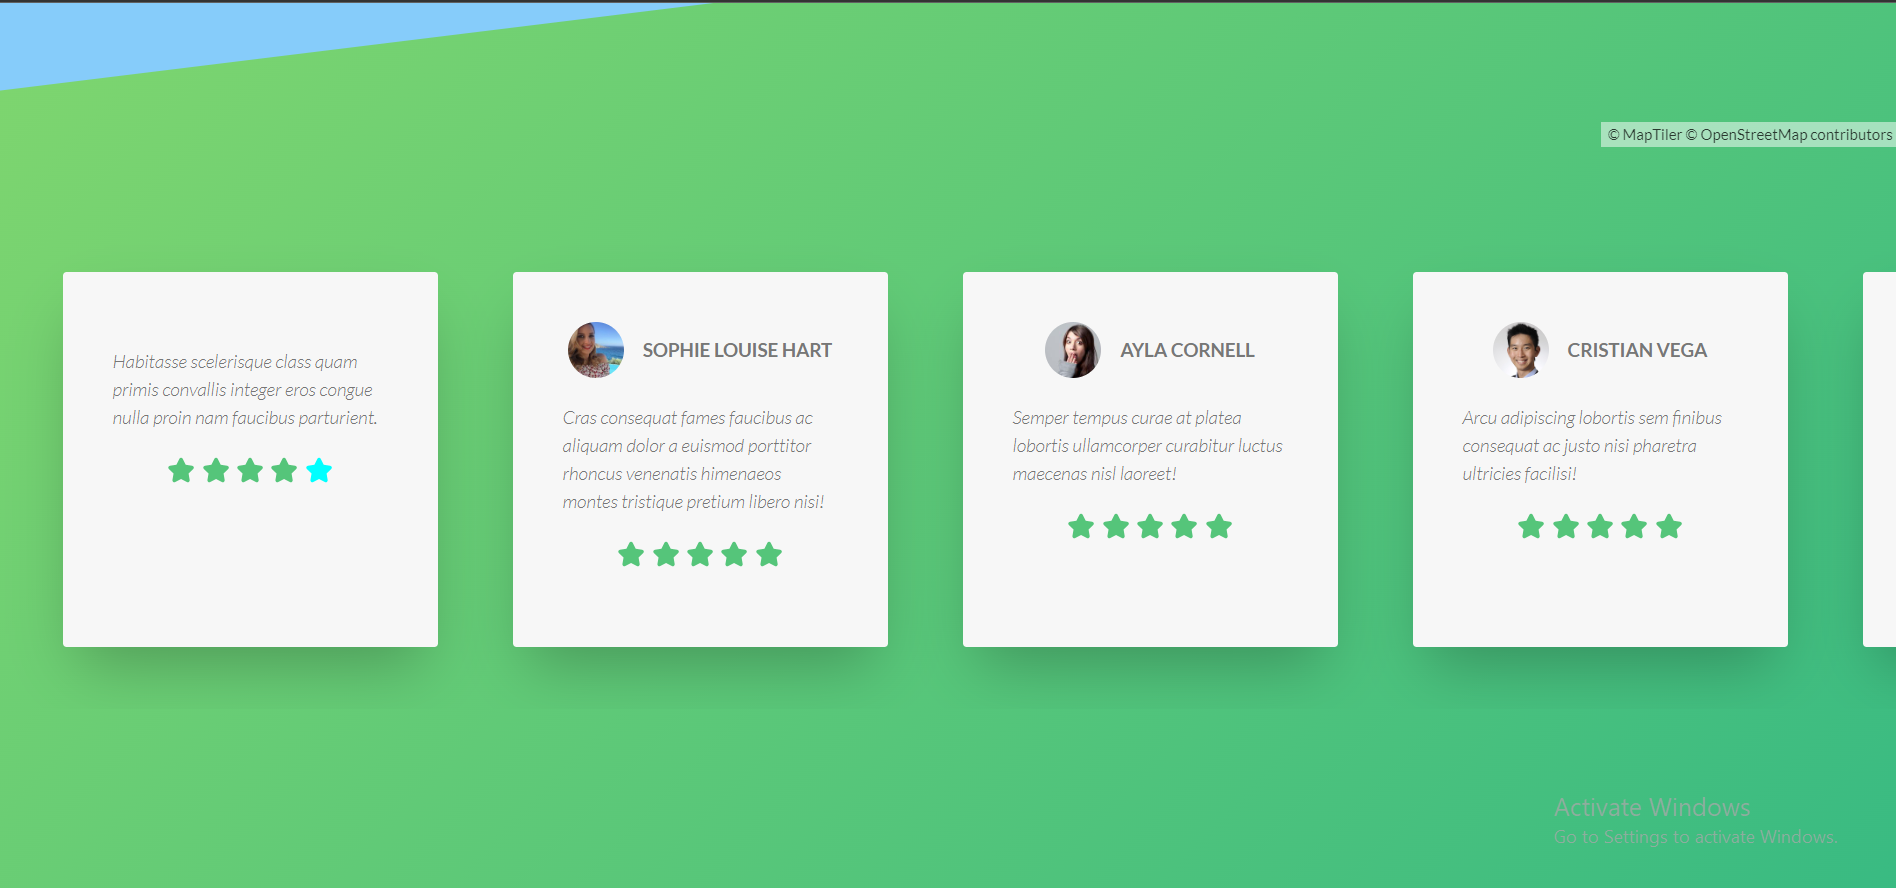 © MapTiler © OpenStreetMap contributors
Habitasse scelerisque class quam
primis convallis integer eros congue
nulla proin nam faucibus parturient.
SOPHIE LOUISE HART
Cras consequat fames faucibus ac
aliquam dolor a euismod porttitor
rhoncus venenatis himenaeos
montes tristique pretium libero nisi!
AYLA CORNELL
Semper tempus curae at platea
lobortis ullamcorper curabitur luctus
maecenas nisl laoreet!
CRISTIAN VEGA
Arcu adipiscing lobortis sem finibus
consequat ac justo nisi pharetra
ultricies facilisi!
Activate Windows
Go to Settings to activate Windows.